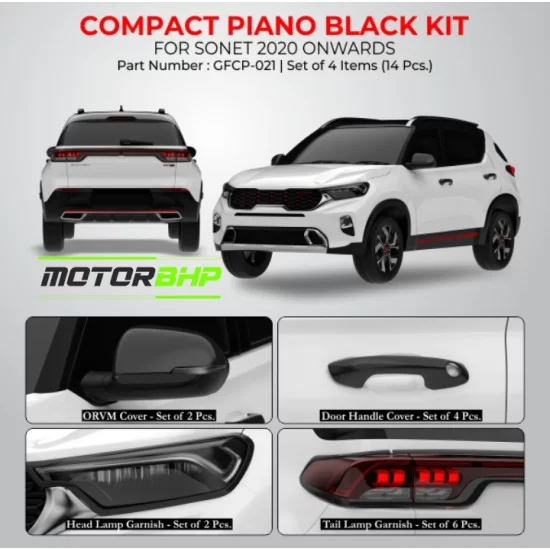 COMPACT PIANO BLACK KIT
FOR SONET 2020 ONWARDS
Part Number : GFCP-021 | Set of 4 Items (14 Pcs.)
MOTORBHP
ORVM Cover - Set of 2 Pcs.
Door Handle Cover - Set of 4 Pcs.
Head Lamp Garnish - Set of 2 Pcs.
Tail Lamp Garnish - Set of 6 Pcs.